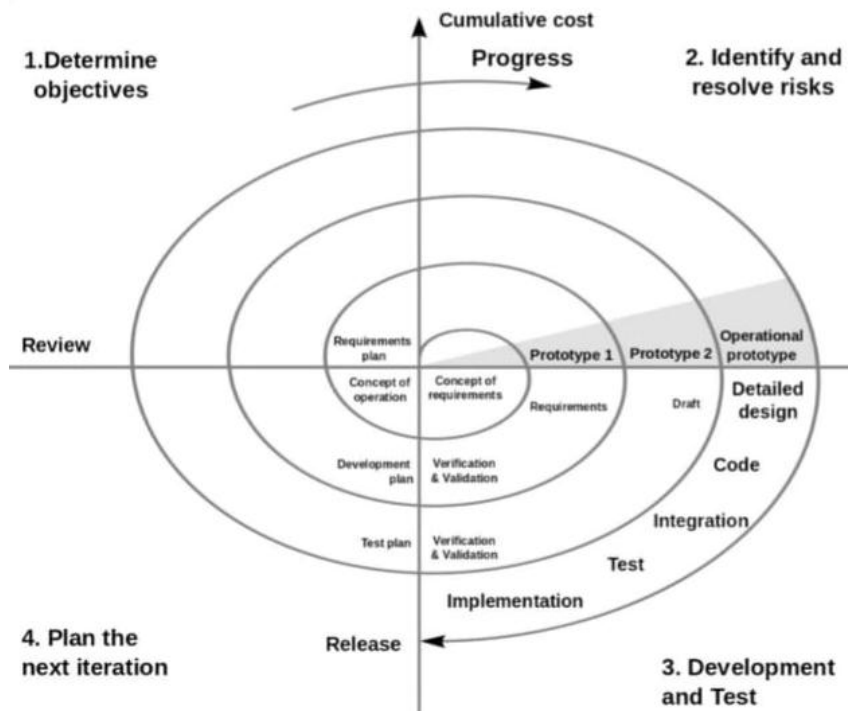 Cumulative cost
1.Determine
objectives
Progress
2. Identify and
resolve risks
Review
Requirements
plan
Prototype 1
Prototype 2
Operational
prototype
Concept of
operation
Concept of
requirements
Requirements
Draft
Detailed
design
Development
plan
Verification
& Validation
Code
Test plan
Verification
& Validation
Integration
Test
Implementation
4. Plan the
next iteration
Release
3. Development
and Test